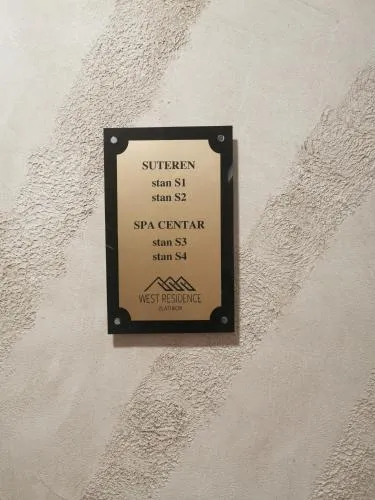 SUTEREN
stan S1
stan S2
SPA CENTAR
stan S3
stan S4
WEST RESIDENCE
ZLATIBOR